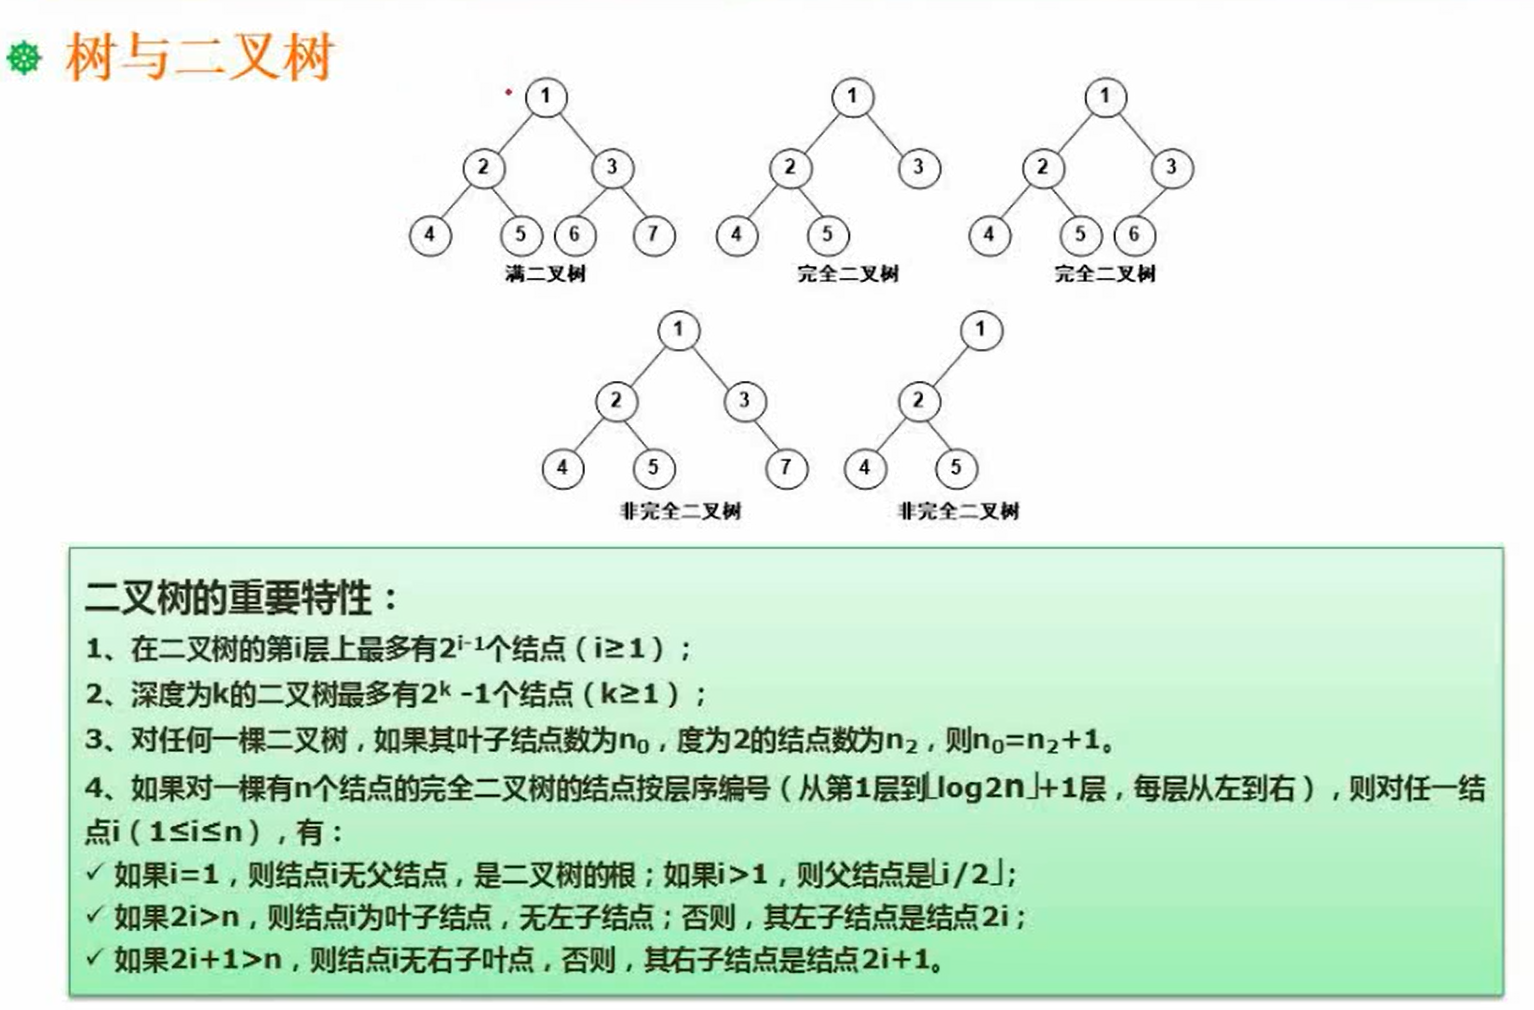 树与二叉树
1 1 1
2 3 2 3 2 3
4 5 6 7 4 5 4 5 6
满二叉树 完全二叉树 完全二叉树
1 1
2 3 2
4 5 7 4 5
非完全二叉树 非完全二叉树
二叉树的重要特性：
1、在二叉树的第i层上最多有2ⁱ⁻¹个结点（i≥1）；
2、深度为k的二叉树最多有2ᵏ -1个结点（k≥1）；
3、对任何一棵二叉树，如果其叶子结点数为n₀，度为2的结点数为n₂，则n₀=n₂+1。
4、如果对一棵有n个结点的完全二叉树的结点按层序编号（从第1层到⌊log2n⌋+1层，每层从左到右），则对任一结
点i（1≤i≤n），有：
✓ 如果i=1，则结点i无父结点，是二叉树的根；如果i>1，则父结点是⌊i/2⌋；
✓ 如果2i>n，则结点i为叶子结点，无左子结点；否则，其左子结点是结点2i；
✓ 如果2i+1>n，则结点i无右子叶点，否则，其右子结点是结点2i+1。